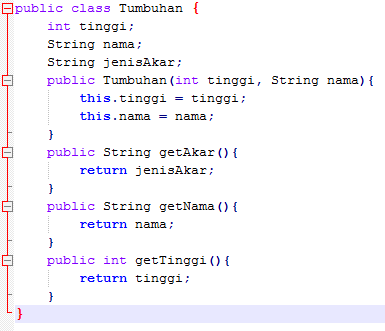 public class Tumbuhan {
    int tinggi;
    String nama;
    String jenisAkar;
    public Tumbuhan(int tinggi, String nama){
        this.tinggi = tinggi;
        this.nama = nama;
    }
    public String getAkar(){
        return jenisAkar;
    }
    public String getNama(){
        return nama;
    }
    public int getTinggi(){
        return tinggi;
    }
}